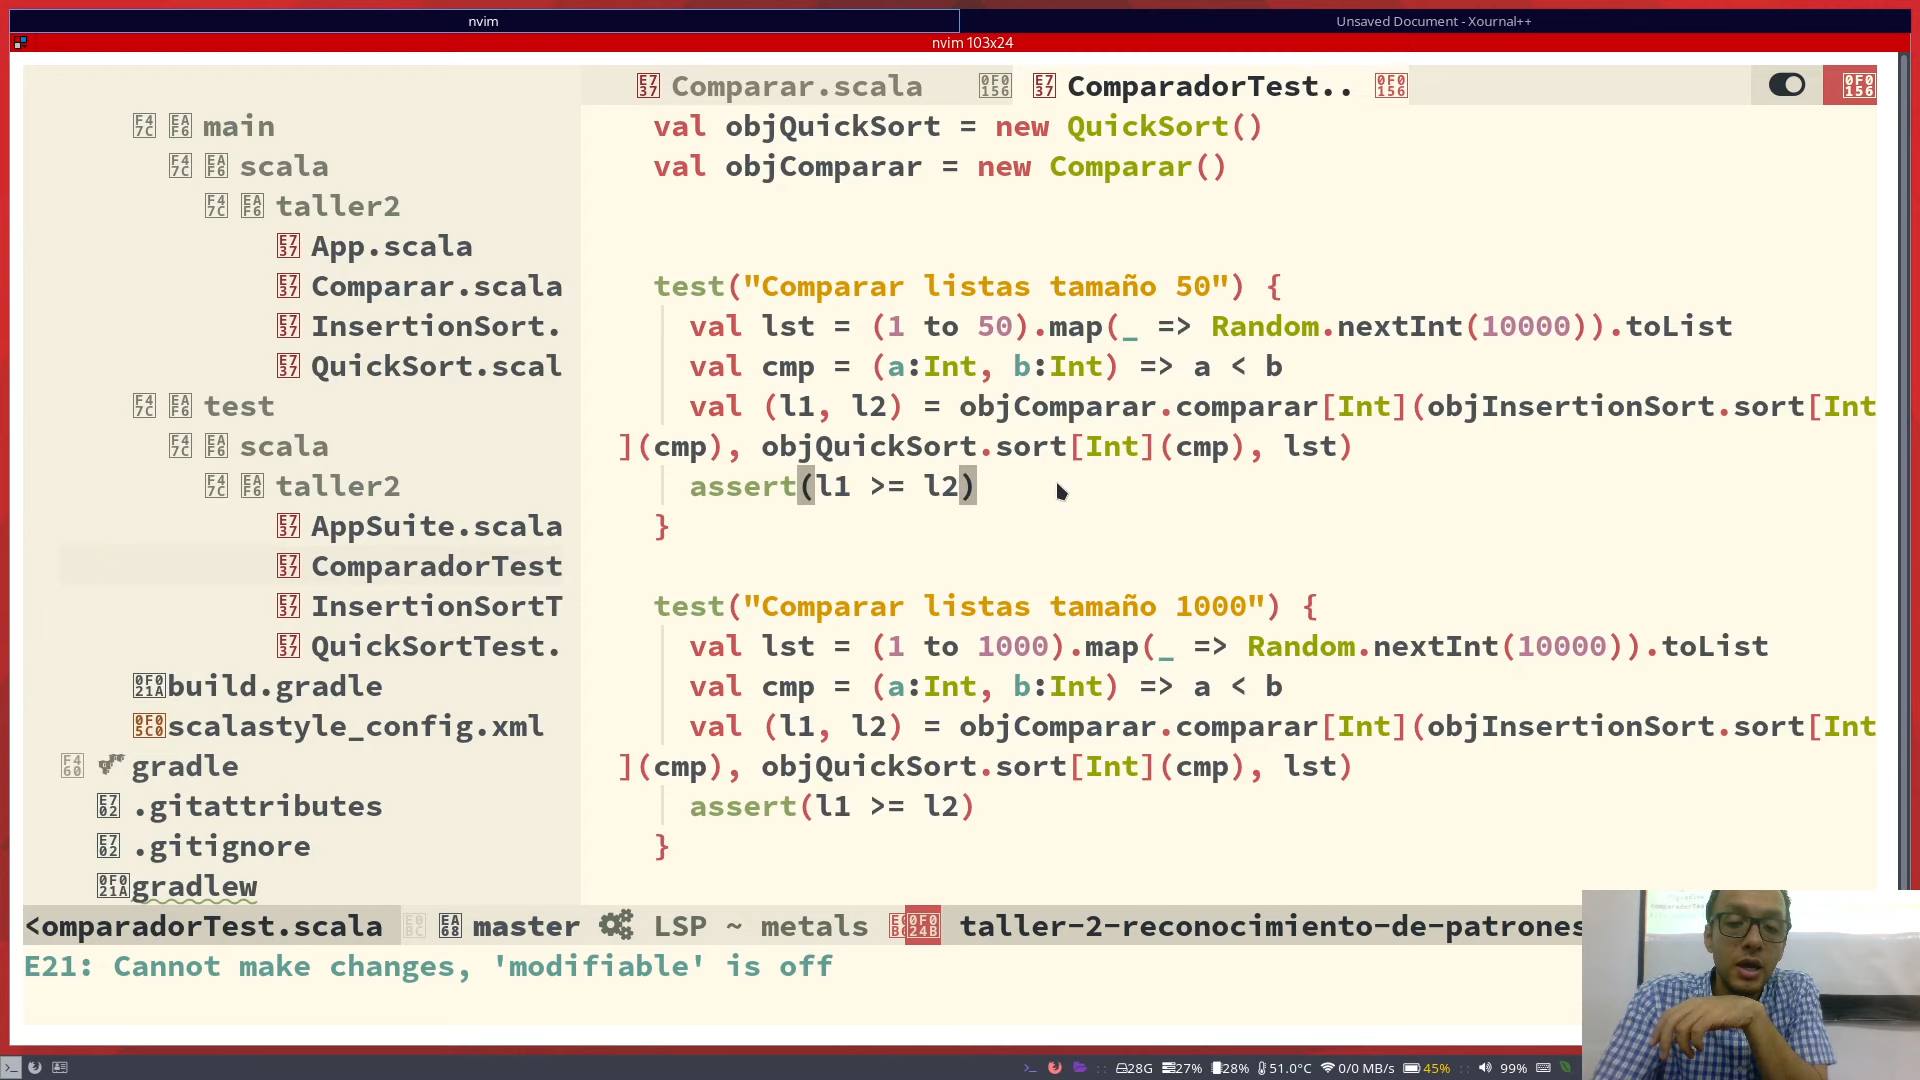 nvim
Unsaved Document - Xournal++
nvim 103x24
Comparar.scala
ComparadorTest..
main
scala
taller2
App.scala
Comparar.scala
InsertionSort.
QuickSort.scal
test
scala
taller2
AppSuite.scala
ComparadorTest
InsertionSortT
QuickSortTest.
build.gradle
scalastyle_config.xml
gradle
.gitattributes
.gitignore
gradlew
val objQuickSort = new QuickSort()
val objComparar = new Comparar()
test("Comparar listas tamaño 50") {
val lst = (1 to 50).map(_ => Random.nextInt(10000)).toList
val cmp = (a:Int, b:Int) => a < b
val (l1, l2) = objComparar.comparar[Int](objInsertionSort.sort[Int
](cmp), objQuickSort.sort[Int](cmp), lst)
assert(l1 >= l2)
}
test("Comparar listas tamaño 1000") {
val lst = (1 to 1000).map(_ => Random.nextInt(10000)).toList
val cmp = (a:Int, b:Int) => a < b
val (l1, l2) = objComparar.comparar[Int](objInsertionSort.sort[Int
](cmp), objQuickSort.sort[Int](cmp), lst)
assert(l1 >= l2)
}
<omparadorTest.scala master LSP ~ metals taller-2-reconocimiento-de-patrones
E21: Cannot make changes, 'modifiable' is off
28G 27% 28% 51.0°C 0/0 MB/s 45% 99%